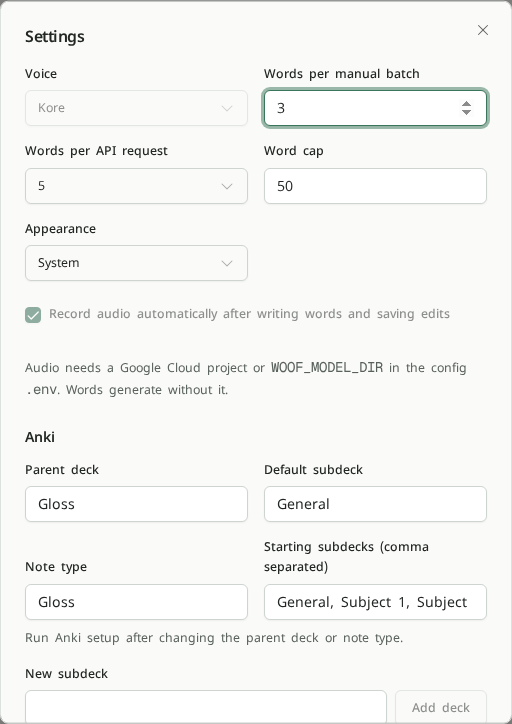 Settings
Voice
Words per manual batch
Kore
3
Words per API request
Word cap
5
50
Appearance
System
Record audio automatically after writing words and saving edits
Audio needs a Google Cloud project or WOOF_MODEL_DIR in the config
.env. Words generate without it.
Anki
Parent deck
Default subdeck
Gloss
General
Note type
Starting subdecks (comma
separated)
Gloss
General, Subject 1, Subject
Run Anki setup after changing the parent deck or note type.
New subdeck
Add deck